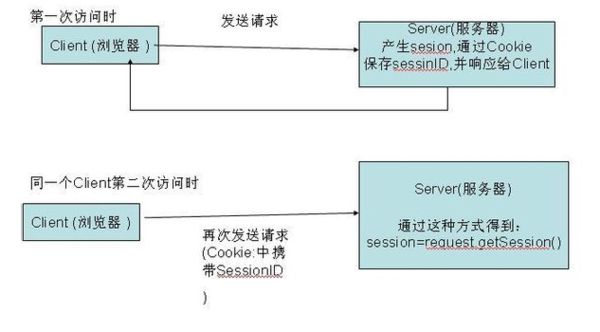 第一次访问时
发送请求
Client (浏览器 )
Server(服务器)
产生sesion,通过Cookie
保存sessinID,并响应给Client
同一个Client第二次访问时
Client (浏览器 )
再次发送请求
(Cookie:中携
带SessionID
)
Server(服务器)
通过这种方式得到：
session=request.getSession()